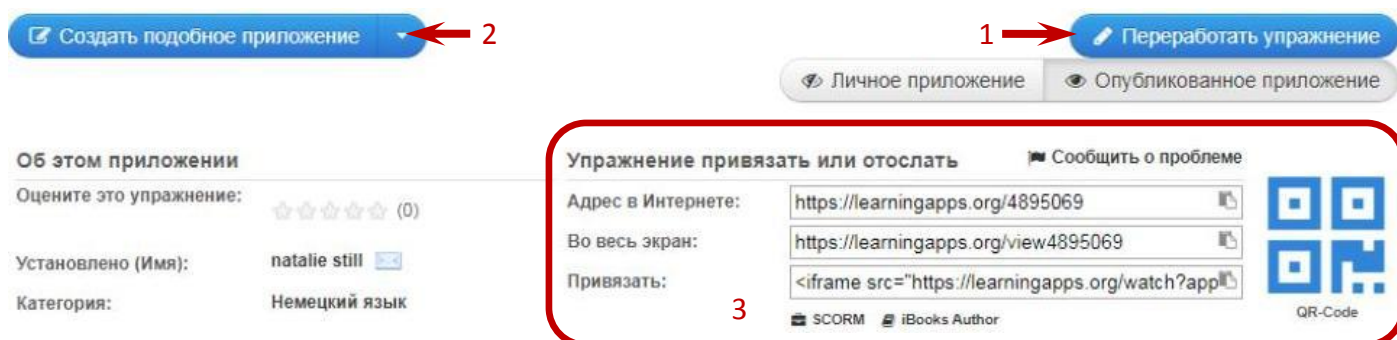 Создать подобное приложение 2 1 Переработать упражнение
Личное приложение Опубликованное приложение
Об этом приложении
Оцените это упражнение: (0)
Установлено (Имя): natalie still
Категория: Немецкий язык
Упражнение привязать или отослать Сообщить о проблеме
Адрес в Интернете: https://learningapps.org/4895069
Во весь экран: https://learningapps.org/view4895069
Привязать: <iframe src="https://learningapps.org/watch?app
3 SCORM iBooks Author
QR-Code